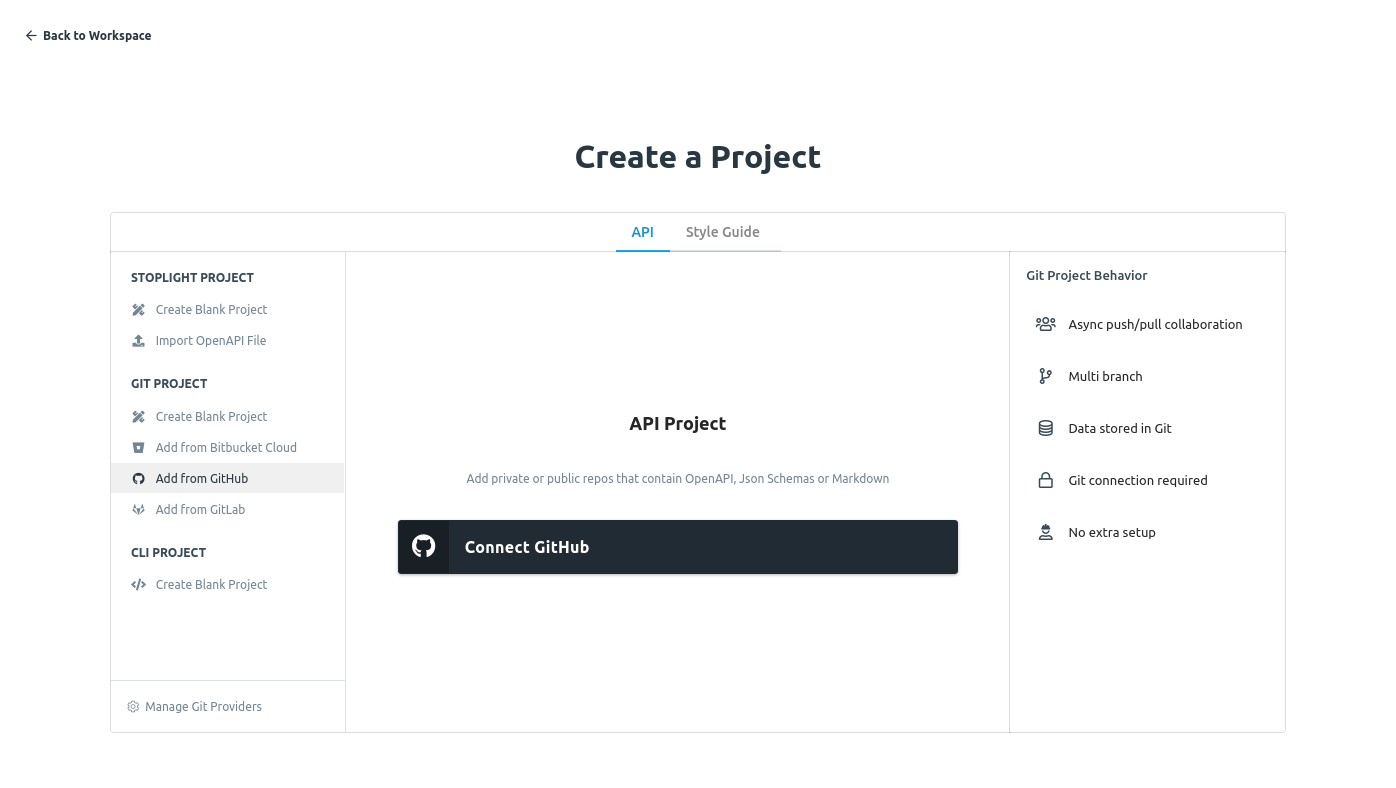 Back to Workspace
Create a Project
API
Style Guide
STOPLIGHT PROJECT
Create Blank Project
Import OpenAPI File
GIT PROJECT
Create Blank Project
Add from Bitbucket Cloud
Add from GitHub
Add from GitLab
CLI PROJECT
Create Blank Project
Manage Git Providers
API Project
Add private or public repos that contain OpenAPI, Json Schemas or Markdown
Connect GitHub
Git Project Behavior
Async push/pull collaboration
Multi branch
Data stored in Git
Git connection required
No extra setup